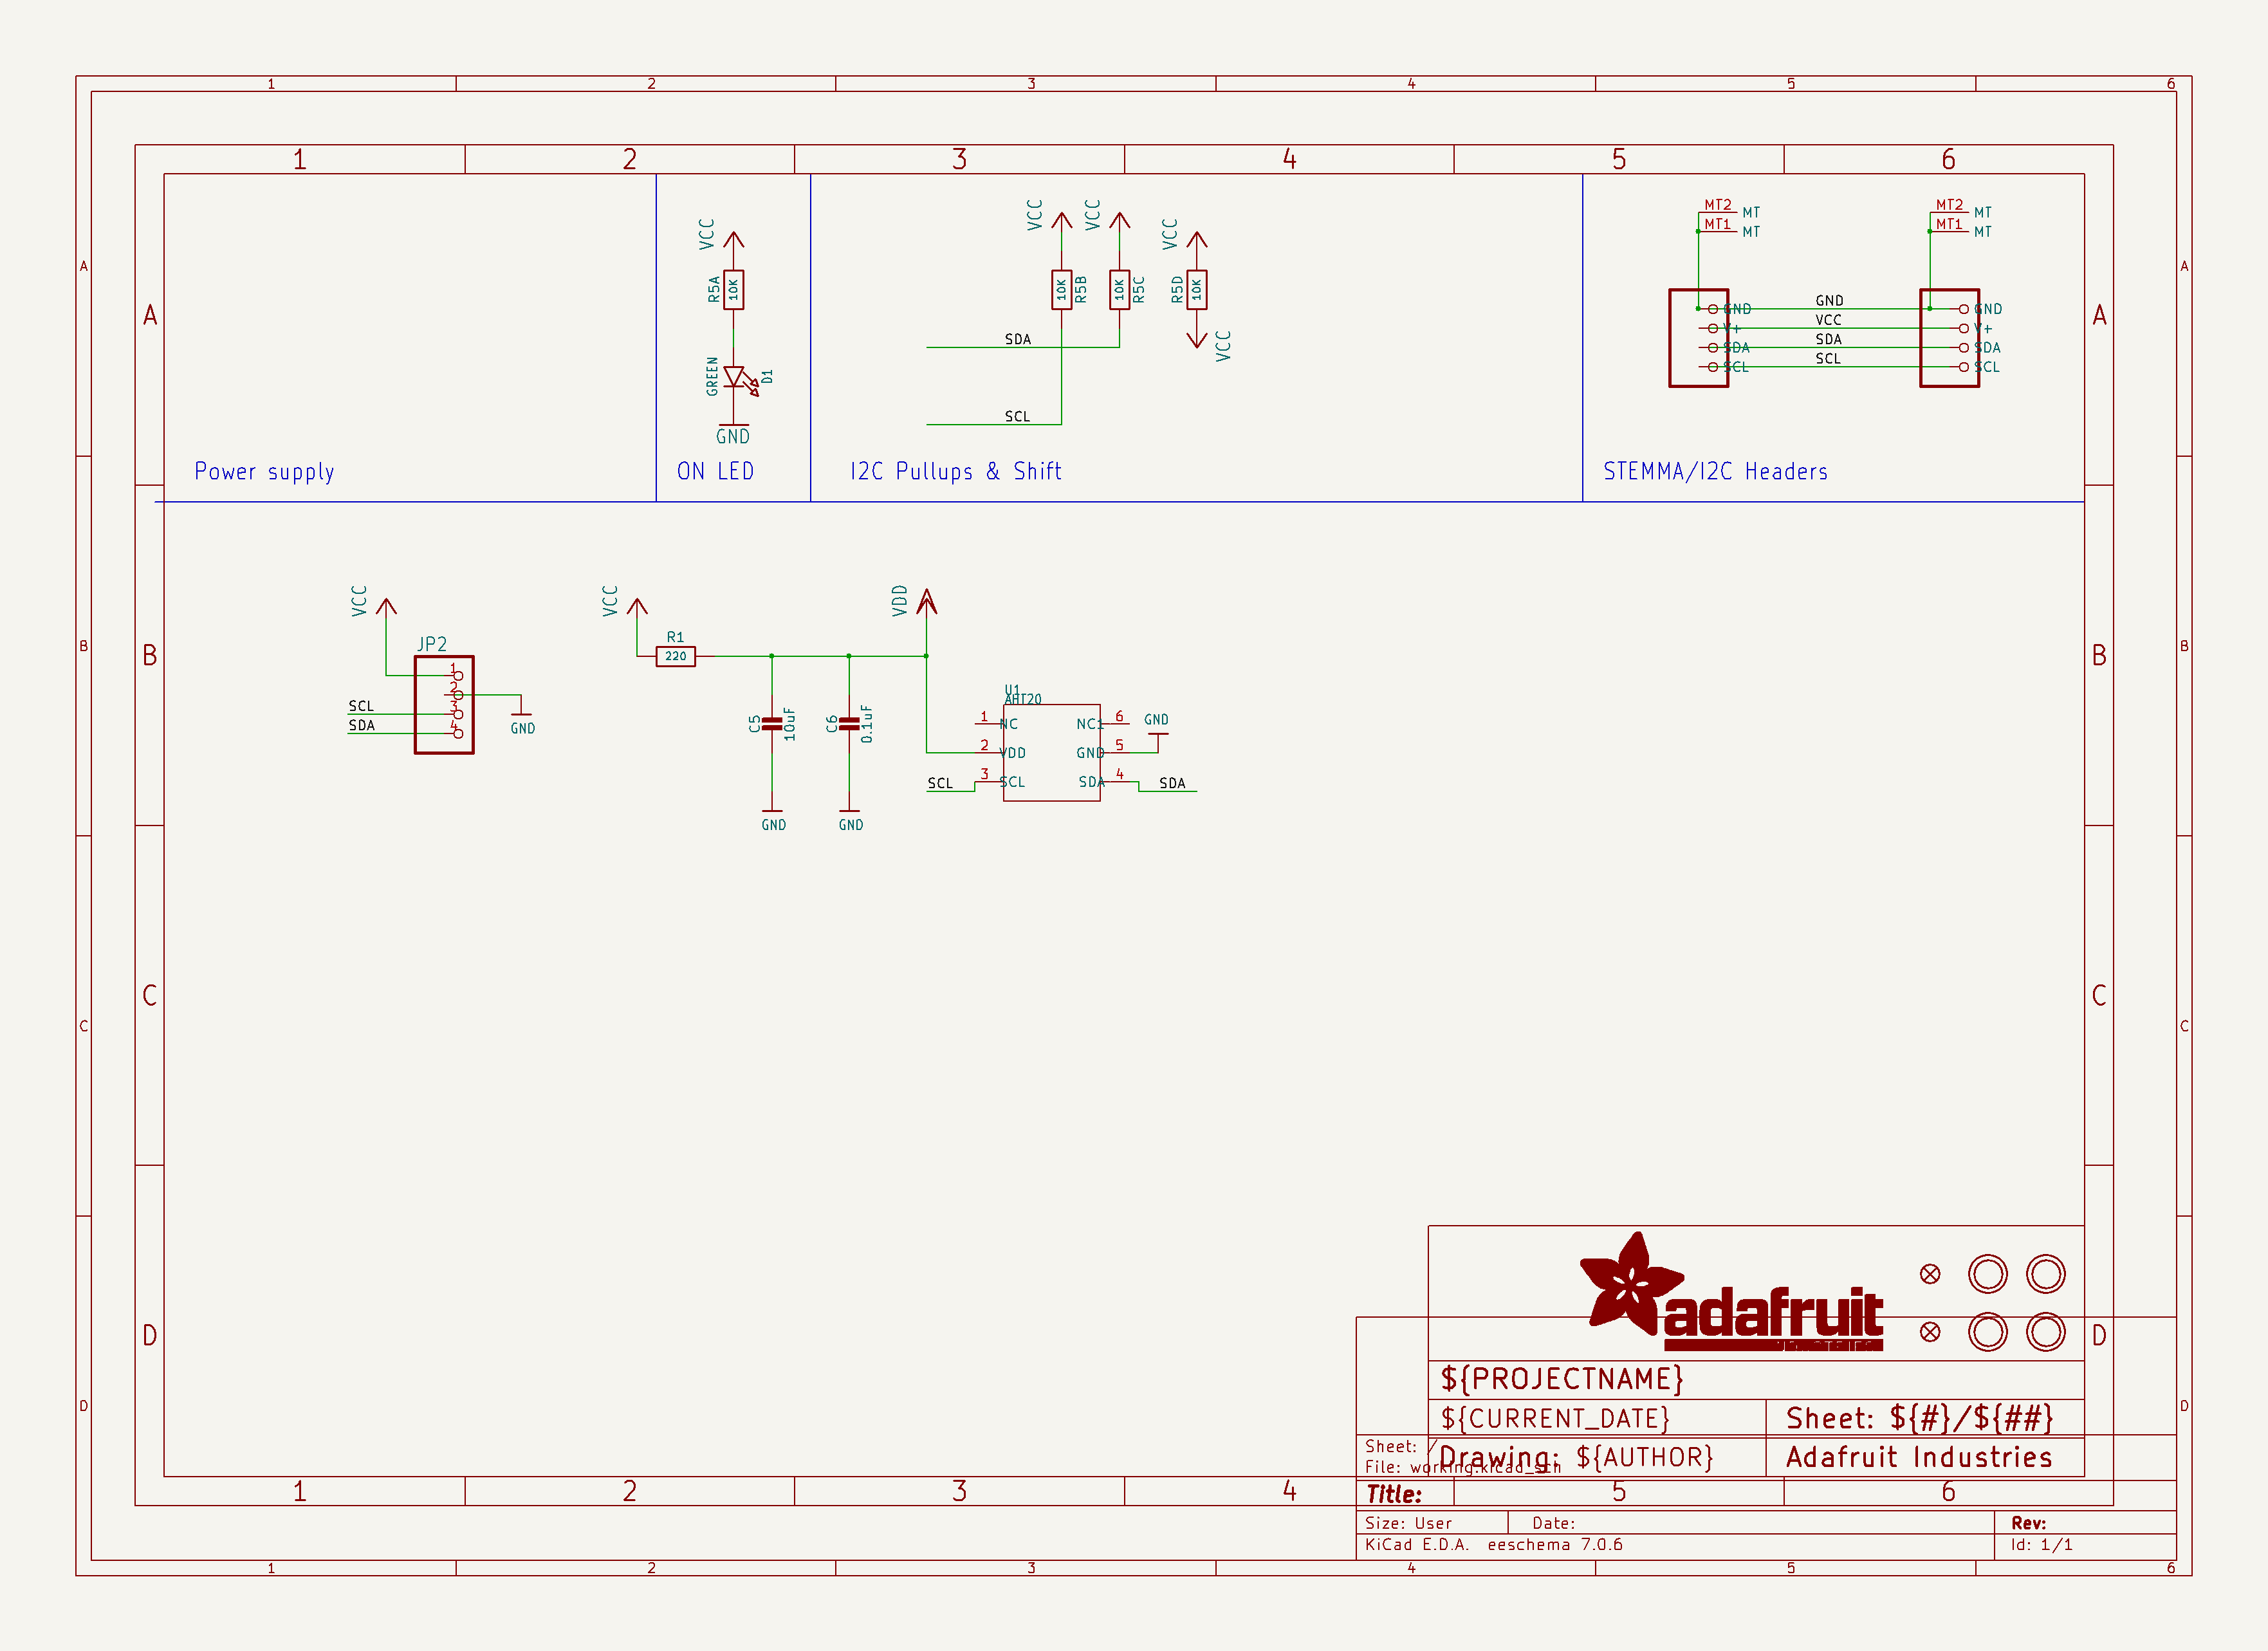 1 2 3 4 5 6
1 2 3 4 5 6
A
A
A
A
VCC
R5A
10K
GREEN
D1
GND
VCC
VCC
VCC
10K
R5B
10K
R5C
R5D
10K
VCC
SDA
SCL
MT2 MT
MT1 MT
MT2 MT
MT1 MT
GND GND GND
V+ VCC V+
SDA SDA SDA
SCL SCL SCL
Power supply
ON LED
I2C Pullups & Shift
STEMMA/I2C Headers
B
B
B
B
VCC
JP2
1
2
3
4
SCL
SDA
GND
VCC
R1
220
VDD
C5
10uF
C6
0.1uF
GND
GND
U1
AHT20
1 NC NC1 6
2 VDD GND 5
3 SCL SDA 4
GND
SCL
SDA
C
C
C
C
D
D
D
D
adafruit
${PROJECTNAME}
${CURRENT_DATE}
Sheet: ${#}/${##}
Drawing: ${AUTHOR}
Adafruit Industries
Sheet: /
File: working.kicad_sch
Title:
Size: User
Date:
Rev:
KiCad E.D.A. eeschema 7.0.6
Id: 1/1
1 2 3 4 5 6
1 2 3 4 5 6